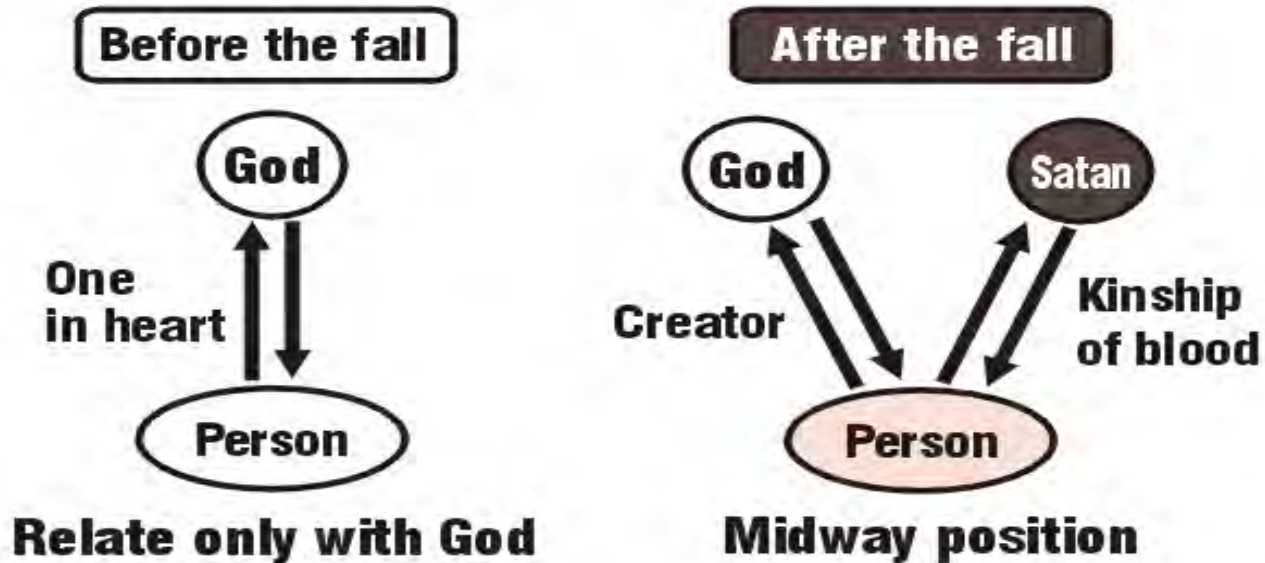 Before the fall
God
One
in heart
Person
Relate only with God
After the fall
God
Satan
Creator
Kinship
of blood
Person
Midway position